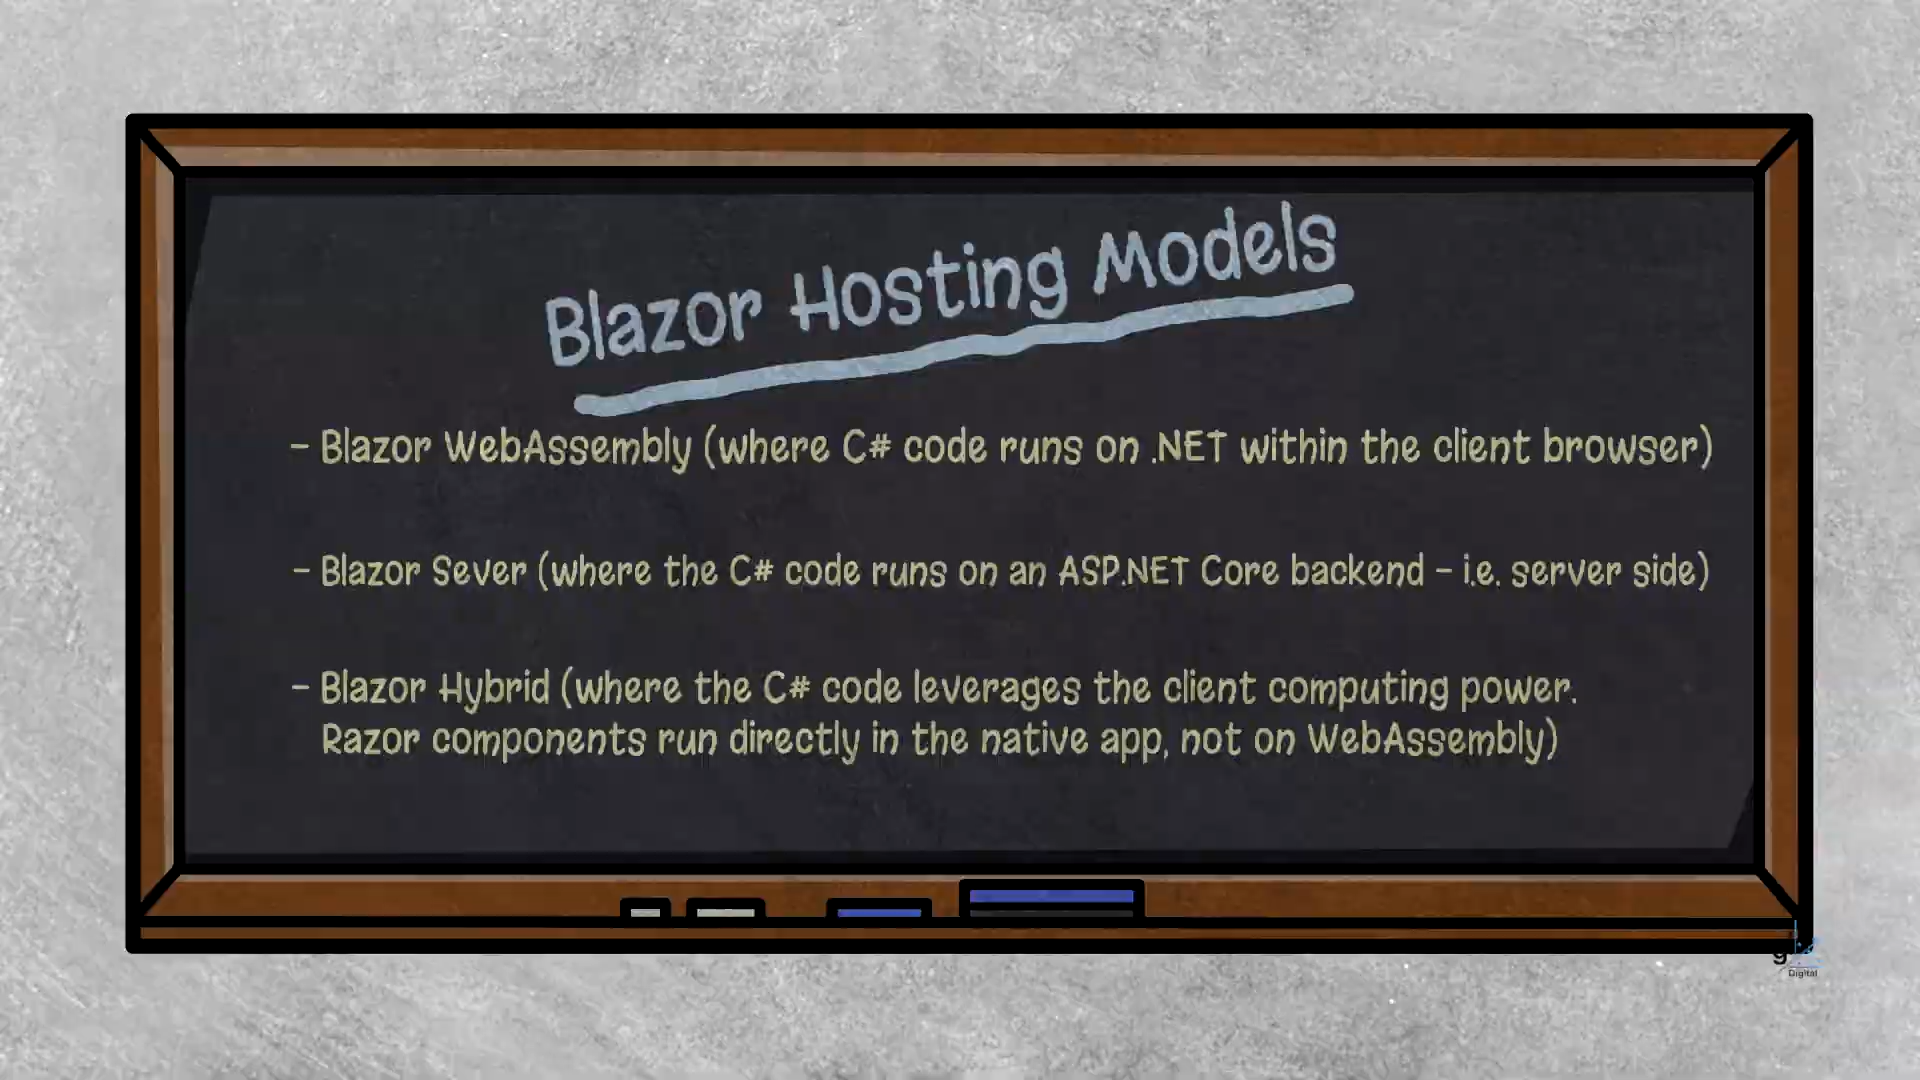 Blazor Hosting Models
- Blazor WebAssembly (where C# code runs on .NET within the client browser)
- Blazor Sever (where the C# code runs on an ASP.NET Core backend - i.e. server side)
- Blazor Hybrid (where the C# code leverages the client computing power.
Razor components run directly in the native app, not on WebAssembly)
Digital